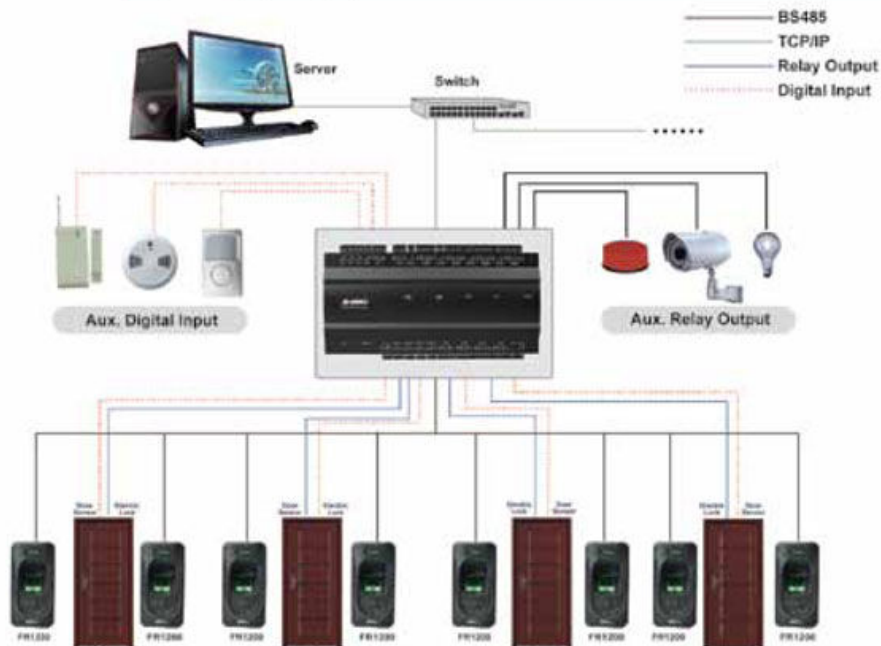 BS485
TCP/IP
Relay Output
Digital Input
Server
Switch
......
Aux. Digital Input
Aux. Relay Output
Door Sensor
Electric Lock
Door Sensor
Electric Lock
Electric Lock
Door Sensor
Electric Lock
Door Sensor
FR1200
FR1200
FR1200
FR1200
FR1200
FR1200
FR1200
FR1200